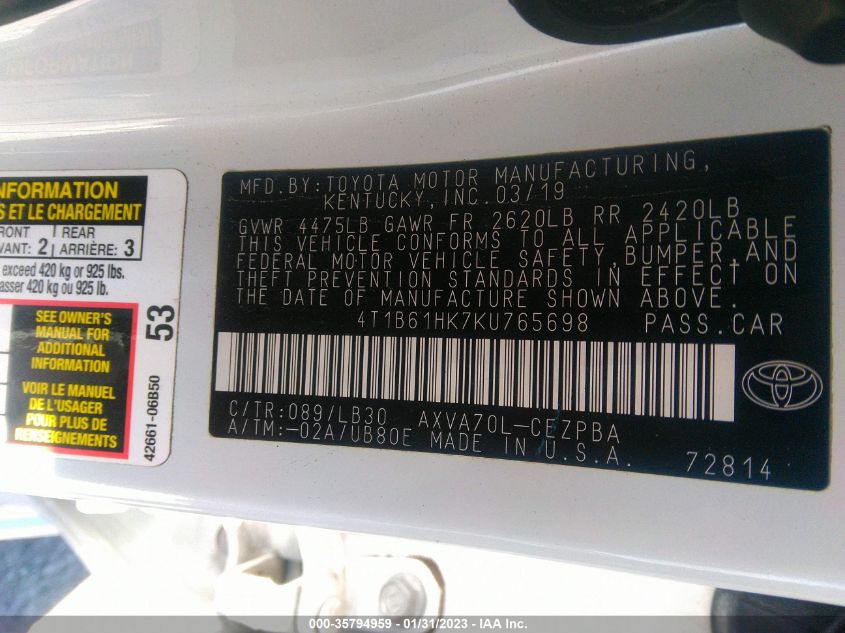 NFORMATION
S ET LE CHARGEMENT
FRONT
REAR
VANT: 2
ARRIÈRE: 3
exceed 420 kg or 925 lbs.
asser 420 kg ou 925 lb.
SEE OWNER'S
MANUAL FOR
ADDITIONAL
INFORMATION
VOIR LE MANUEL
DE L'USAGER
POUR PLUS DE
RENSEIGNEMENTS
53
42661-06B50
MFD.BY:TOYOTA MOTOR MANUFACTURING,
KENTUCKY,INC.03/19
GVWR 4475LB GAWR FR 2620LB RR 2420LB
THIS VEHICLE CONFORMS TO ALL APPLICABLE
FEDERAL MOTOR VEHICLE SAFETY,BUMPER,AND
THEFT PREVENTION STANDARDS IN EFFECT ON
THE DATE OF MANUFACTURE SHOWN ABOVE.
4T1B61HK7KU765698 PASS.CAR
C/TR:089/LB30 AXVA70L-CEZPBA
A/TM:-02A/UB80E MADE IN U.S.A.
72814
000-35794959 - 01/31/2023 - IAA Inc.